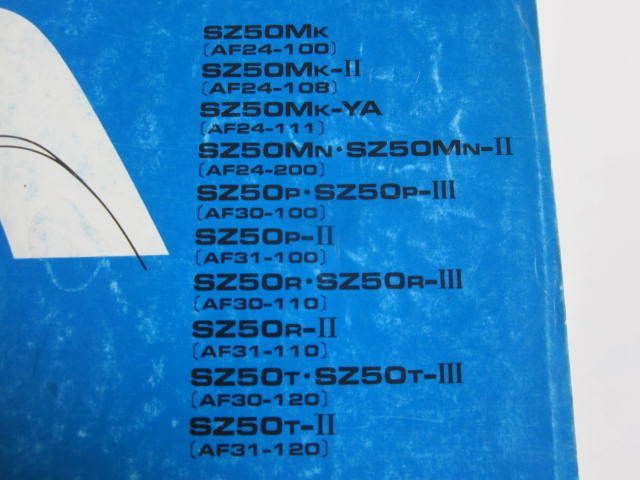 SZ50MK
(AF24-100)
SZ50MK-II
(AF24-108)
SZ50MK-YA
(AF24-111)
SZ50MN·SZ50MN-II
(AF24-200)
SZ50P·SZ50P-III
(AF30-100)
SZ50P-II
(AF31-100)
SZ50R·SZ50R-III
(AF30-110)
SZ50R-II
(AF31-110)
SZ50T·SZ50T-III
(AF30-120)
SZ50T-II
(AF31-120)